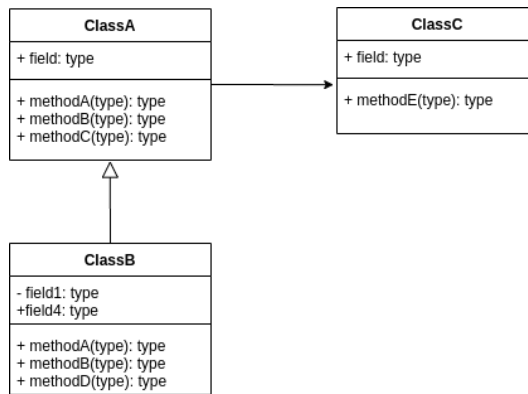 ClassA
+ field: type
+ methodA(type): type
+ methodB(type): type
+ methodC(type): type
ClassC
+ field: type
+ methodE(type): type
ClassB
- field1: type
+field4: type
+ methodA(type): type
+ methodB(type): type
+ methodD(type): type